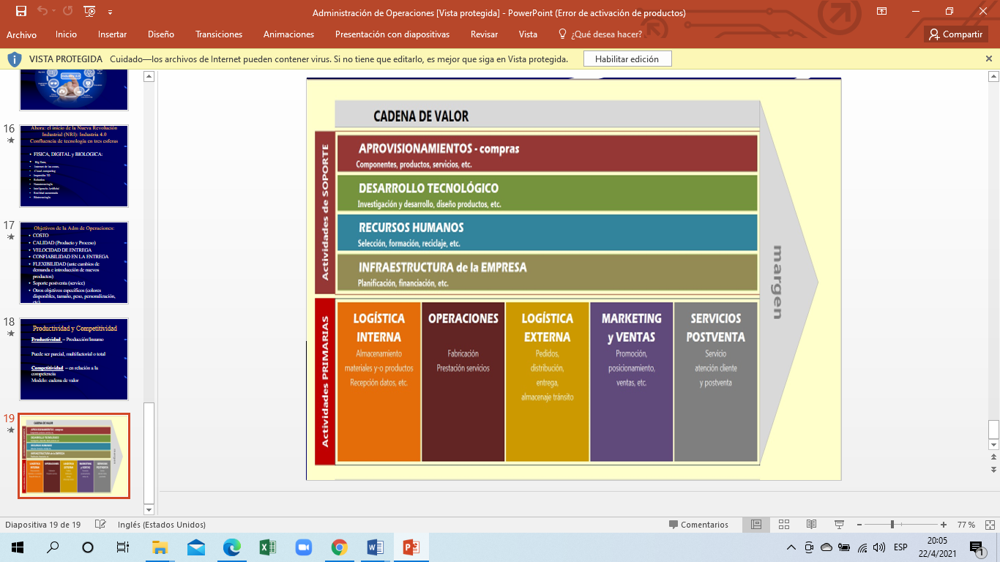 Administración de Operaciones [Vista protegida] - PowerPoint (Error de activación de productos)
Archivo Inicio Insertar Diseño Transiciones Animaciones Presentación con diapositivas Revisar Vista ¿Qué desea hacer? Compartir
VISTA PROTEGIDA Cuidado—los archivos de Internet pueden contener virus. Si no tiene que editarlo, es mejor que siga en Vista protegida. Habilitar edición
16
Ahora: el inicio de la Nueva Revolución
Industrial (NRI): Industria 4.0
Confluencia de tecnología en tres esferas
• FISICA, DIGITAL y BIOLOGICA:
• Big Data,
• Internet de las cosas,
• Cloud computing
• Impresión 3D
• Robotica
• Nanotecnología
• Inteligencia Artificial
• Realidad aumentada
• Biotecnología
17
Objetivos de la Adm de Operaciones:
• COSTO
• CALIDAD (Producto y Proceso)
• VELOCIDAD DE ENTREGA
• CONFIABILIDAD EN LA ENTREGA
• FLEXIBILIDAD (ante cambios de
demanda e introducción de nuevos
productos)
• Soporte postventa (service)
• Otros objetivos específicos (colores
disponibles, tamaño, peso, personalización,
etc)
18
Productividad y Competitividad
Productividad – Producción/Insumo
Puede ser parcial, multifactorial o total
Competitividad – en relación a la
competencia
Modelo: cadena de valor
19
CADENA DE VALOR
Actividades de SOPORTE
APROVISIONAMIENTOS - compras
Componentes, productos, servicios, etc.
DESARROLLO TECNOLÓGICO
Investigación y desarrollo, diseño productos, etc.
RECURSOS HUMANOS
Selección, formación, reciclaje, etc.
INFRAESTRUCTURA de la EMPRESA
Planificación, financiación, etc.
Actividades PRIMARIAS
LOGÍSTICA
INTERNA
Almacenamiento
materiales y-o productos
Recepción datos, etc.
OPERACIONES
Fabricación
Prestación servicios
LOGÍSTICA
EXTERNA
Pedidos,
distribución,
entrega,
almacenaje tránsito
MARKETING
y VENTAS
Promoción,
posicionamiento,
ventas, etc.
SERVICIOS
POSTVENTA
Servicio
atención cliente
y postventa
margen
Diapositiva 19 de 19 Inglés (Estados Unidos) Comentarios 77 %
ESP
20:05
22/4/2021
1